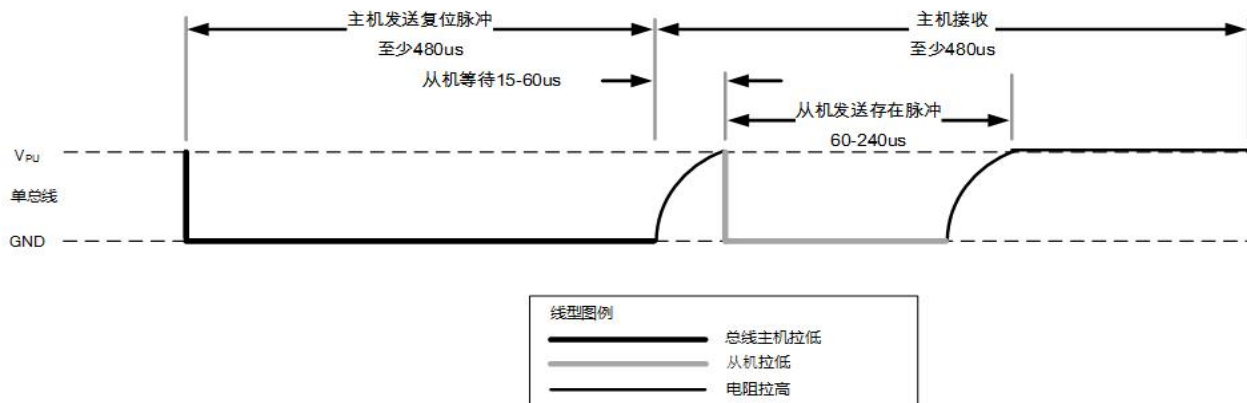 主机发送复位脉冲
至少480us
主机接收
至少480us
从机等待15-60us
从机发送存在脉冲
60-240us
VPU
单总线
GND
线型图例
总线主机拉低
从机拉低
电阻拉高